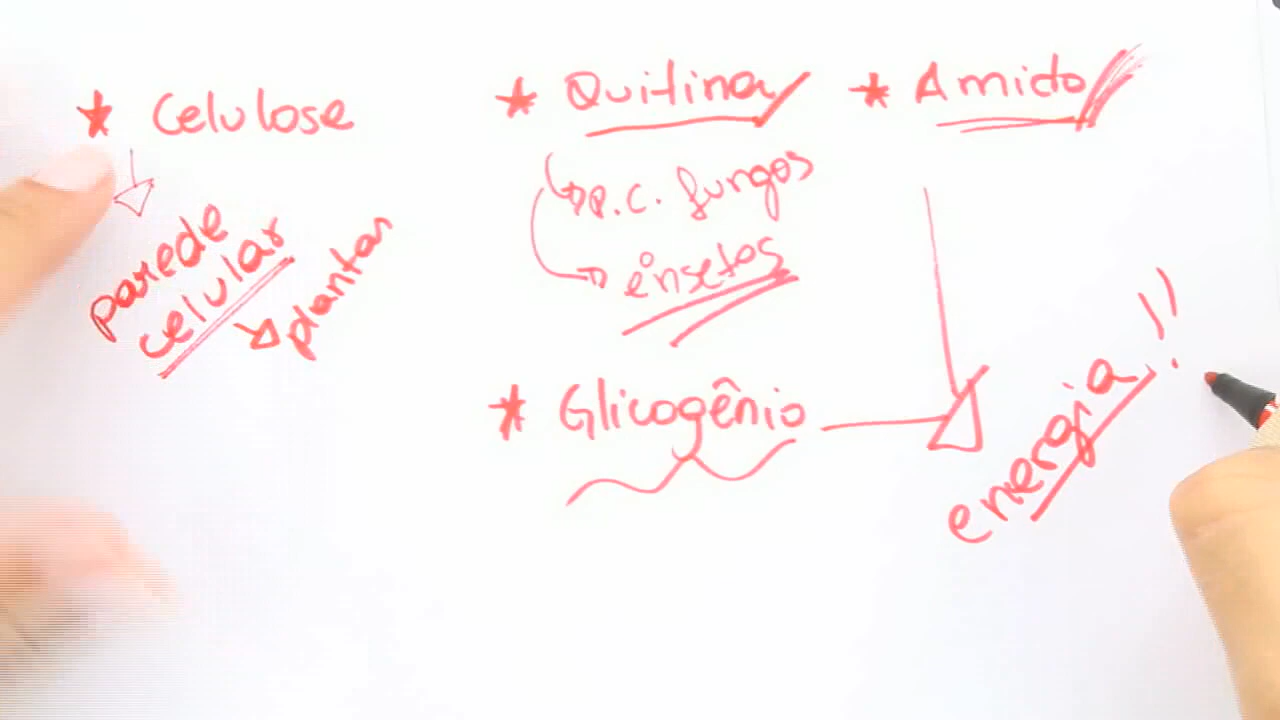 * Celulose
parede
celular
plantas
* Quitina
P.C. fungos
insetos
* Amido
* Glicogênio
energia!!